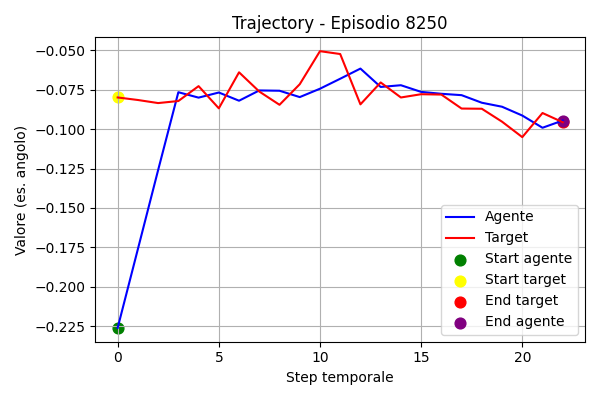 Trajectory - Episodio 8250
Valore (es. angolo)
−0.050
−0.075
−0.100
−0.125
−0.150
−0.175
−0.200
−0.225
0
5
10
15
20
Step temporale
Agente
Target
Start agente
Start target
End target
End agente